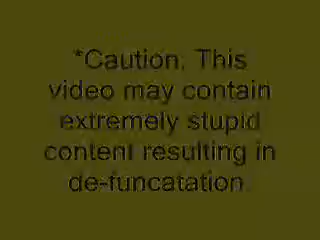 *Caution: This
video may contain
extremely stupid
content resulting in
de-funcatation.